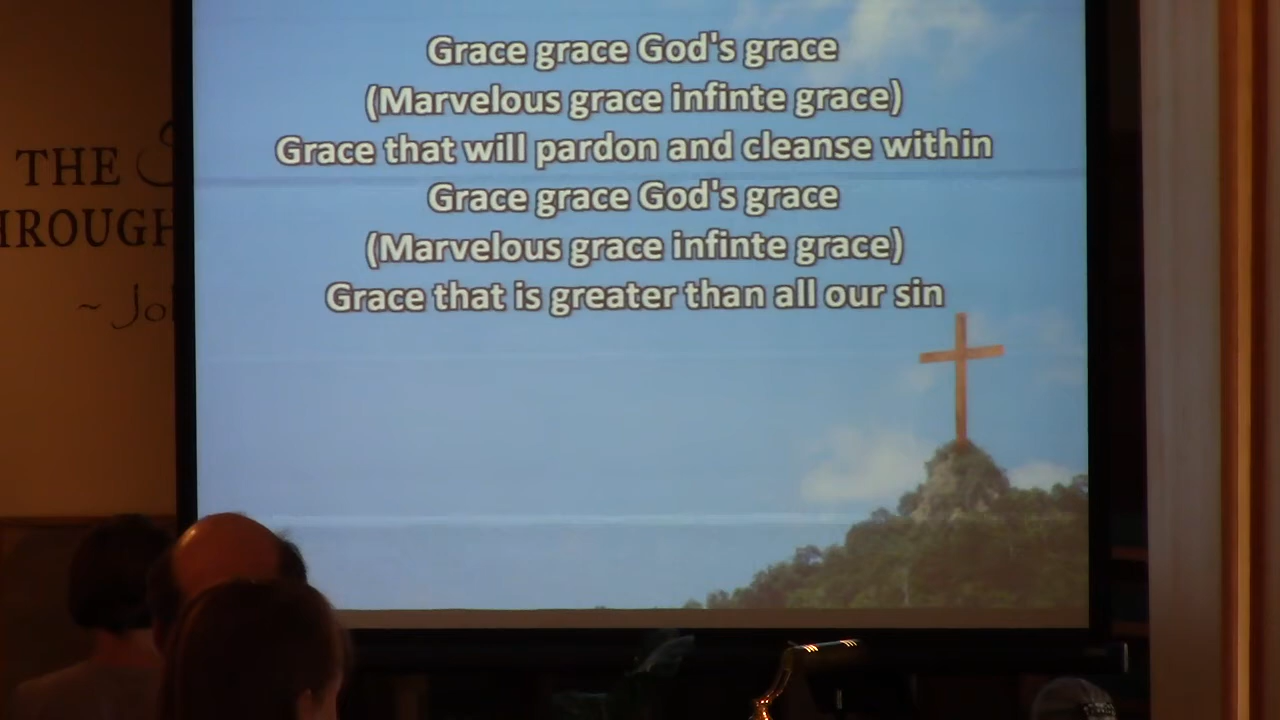 Grace grace God's grace
(Marvelous grace infinte grace)
Grace that will pardon and cleanse within
Grace grace God's grace
(Marvelous grace infinte grace)
Grace that is greater than all our sin
THE